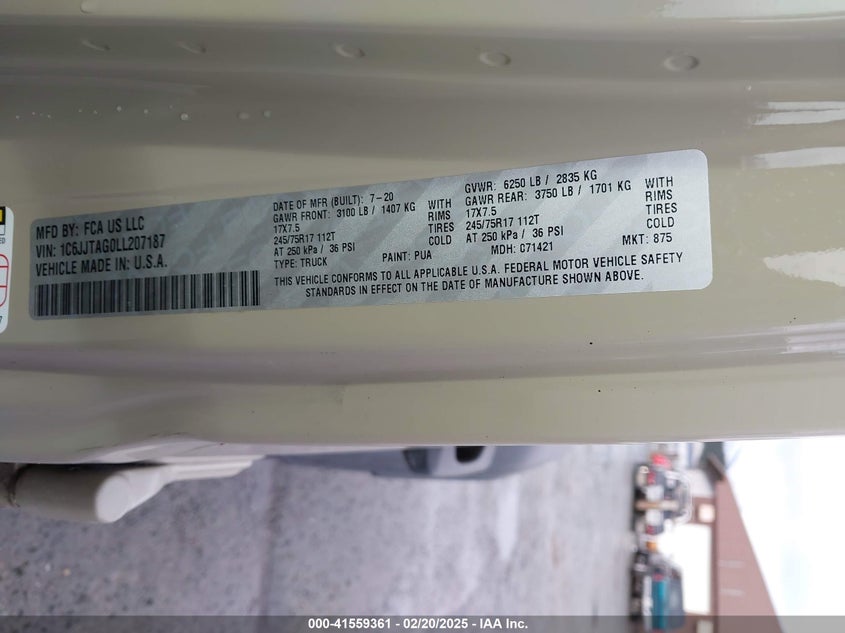 MFD BY: FCA US LLC
VIN: 1C6JJTAG0LL207187
VEHICLE MADE IN: U.S.A.
DATE OF MFR (BUILT): 7-20
GAWR FRONT: 3100 LB / 1407 KG WITH
17X7.5 RIMS
245/75R17 112T TIRES
AT 250 kPa / 36 PSI COLD
TYPE: TRUCK PAINT: PUA
GVWR: 6250 LB / 2835 KG
GAWR REAR: 3750 LB / 1701 KG WITH
17X7.5 RIMS
245/75R17 112T TIRES
AT 250 kPa / 36 PSI COLD
MDH: 071421 MKT: 875
THIS VEHICLE CONFORMS TO ALL APPLICABLE U.S.A. FEDERAL MOTOR VEHICLE SAFETY
STANDARDS IN EFFECT ON THE DATE OF MANUFACTURE SHOWN ABOVE.
000-41559361 - 02/20/2025 - IAA Inc.